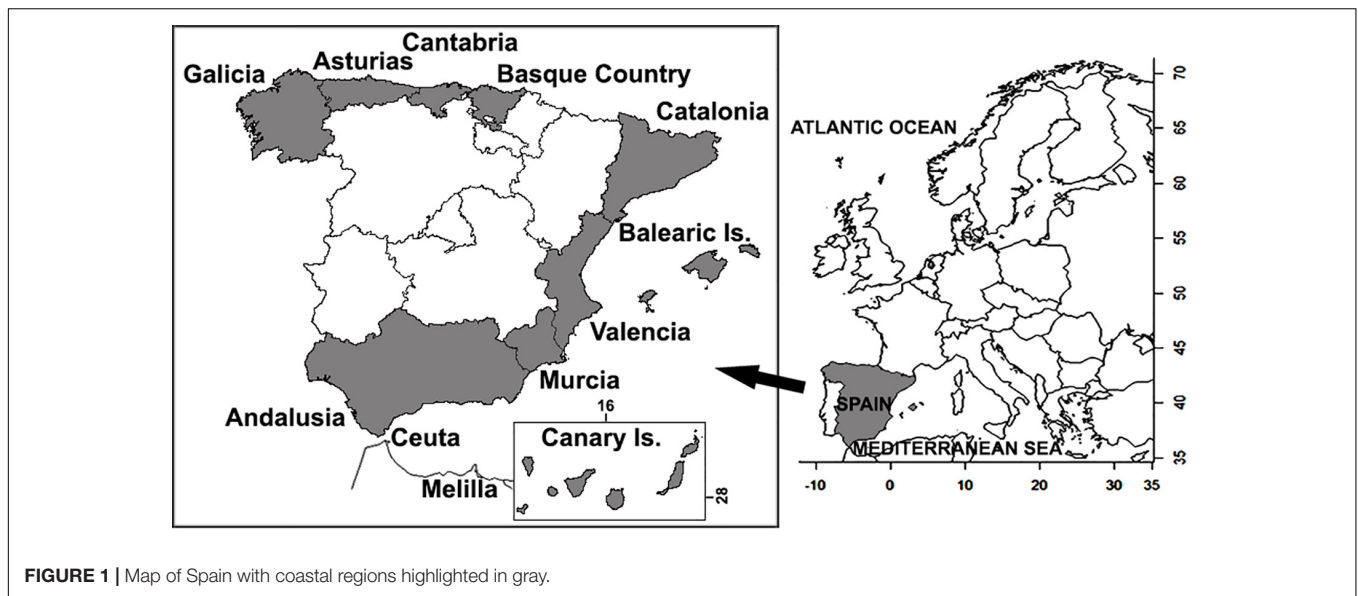 Cantabria
Asturias
Galicia
Basque Country
Catalonia
Balearic Is.
Valencia
Murcia
Andalusia
Ceuta
Melilla
16
Canary Is.
28
ATLANTIC OCEAN
SPAIN
MEDITERRANEAN SEA
70
65
60
55
50
45
40
35
-10 0 10 20 30 35
FIGURE 1 | Map of Spain with coastal regions highlighted in gray.